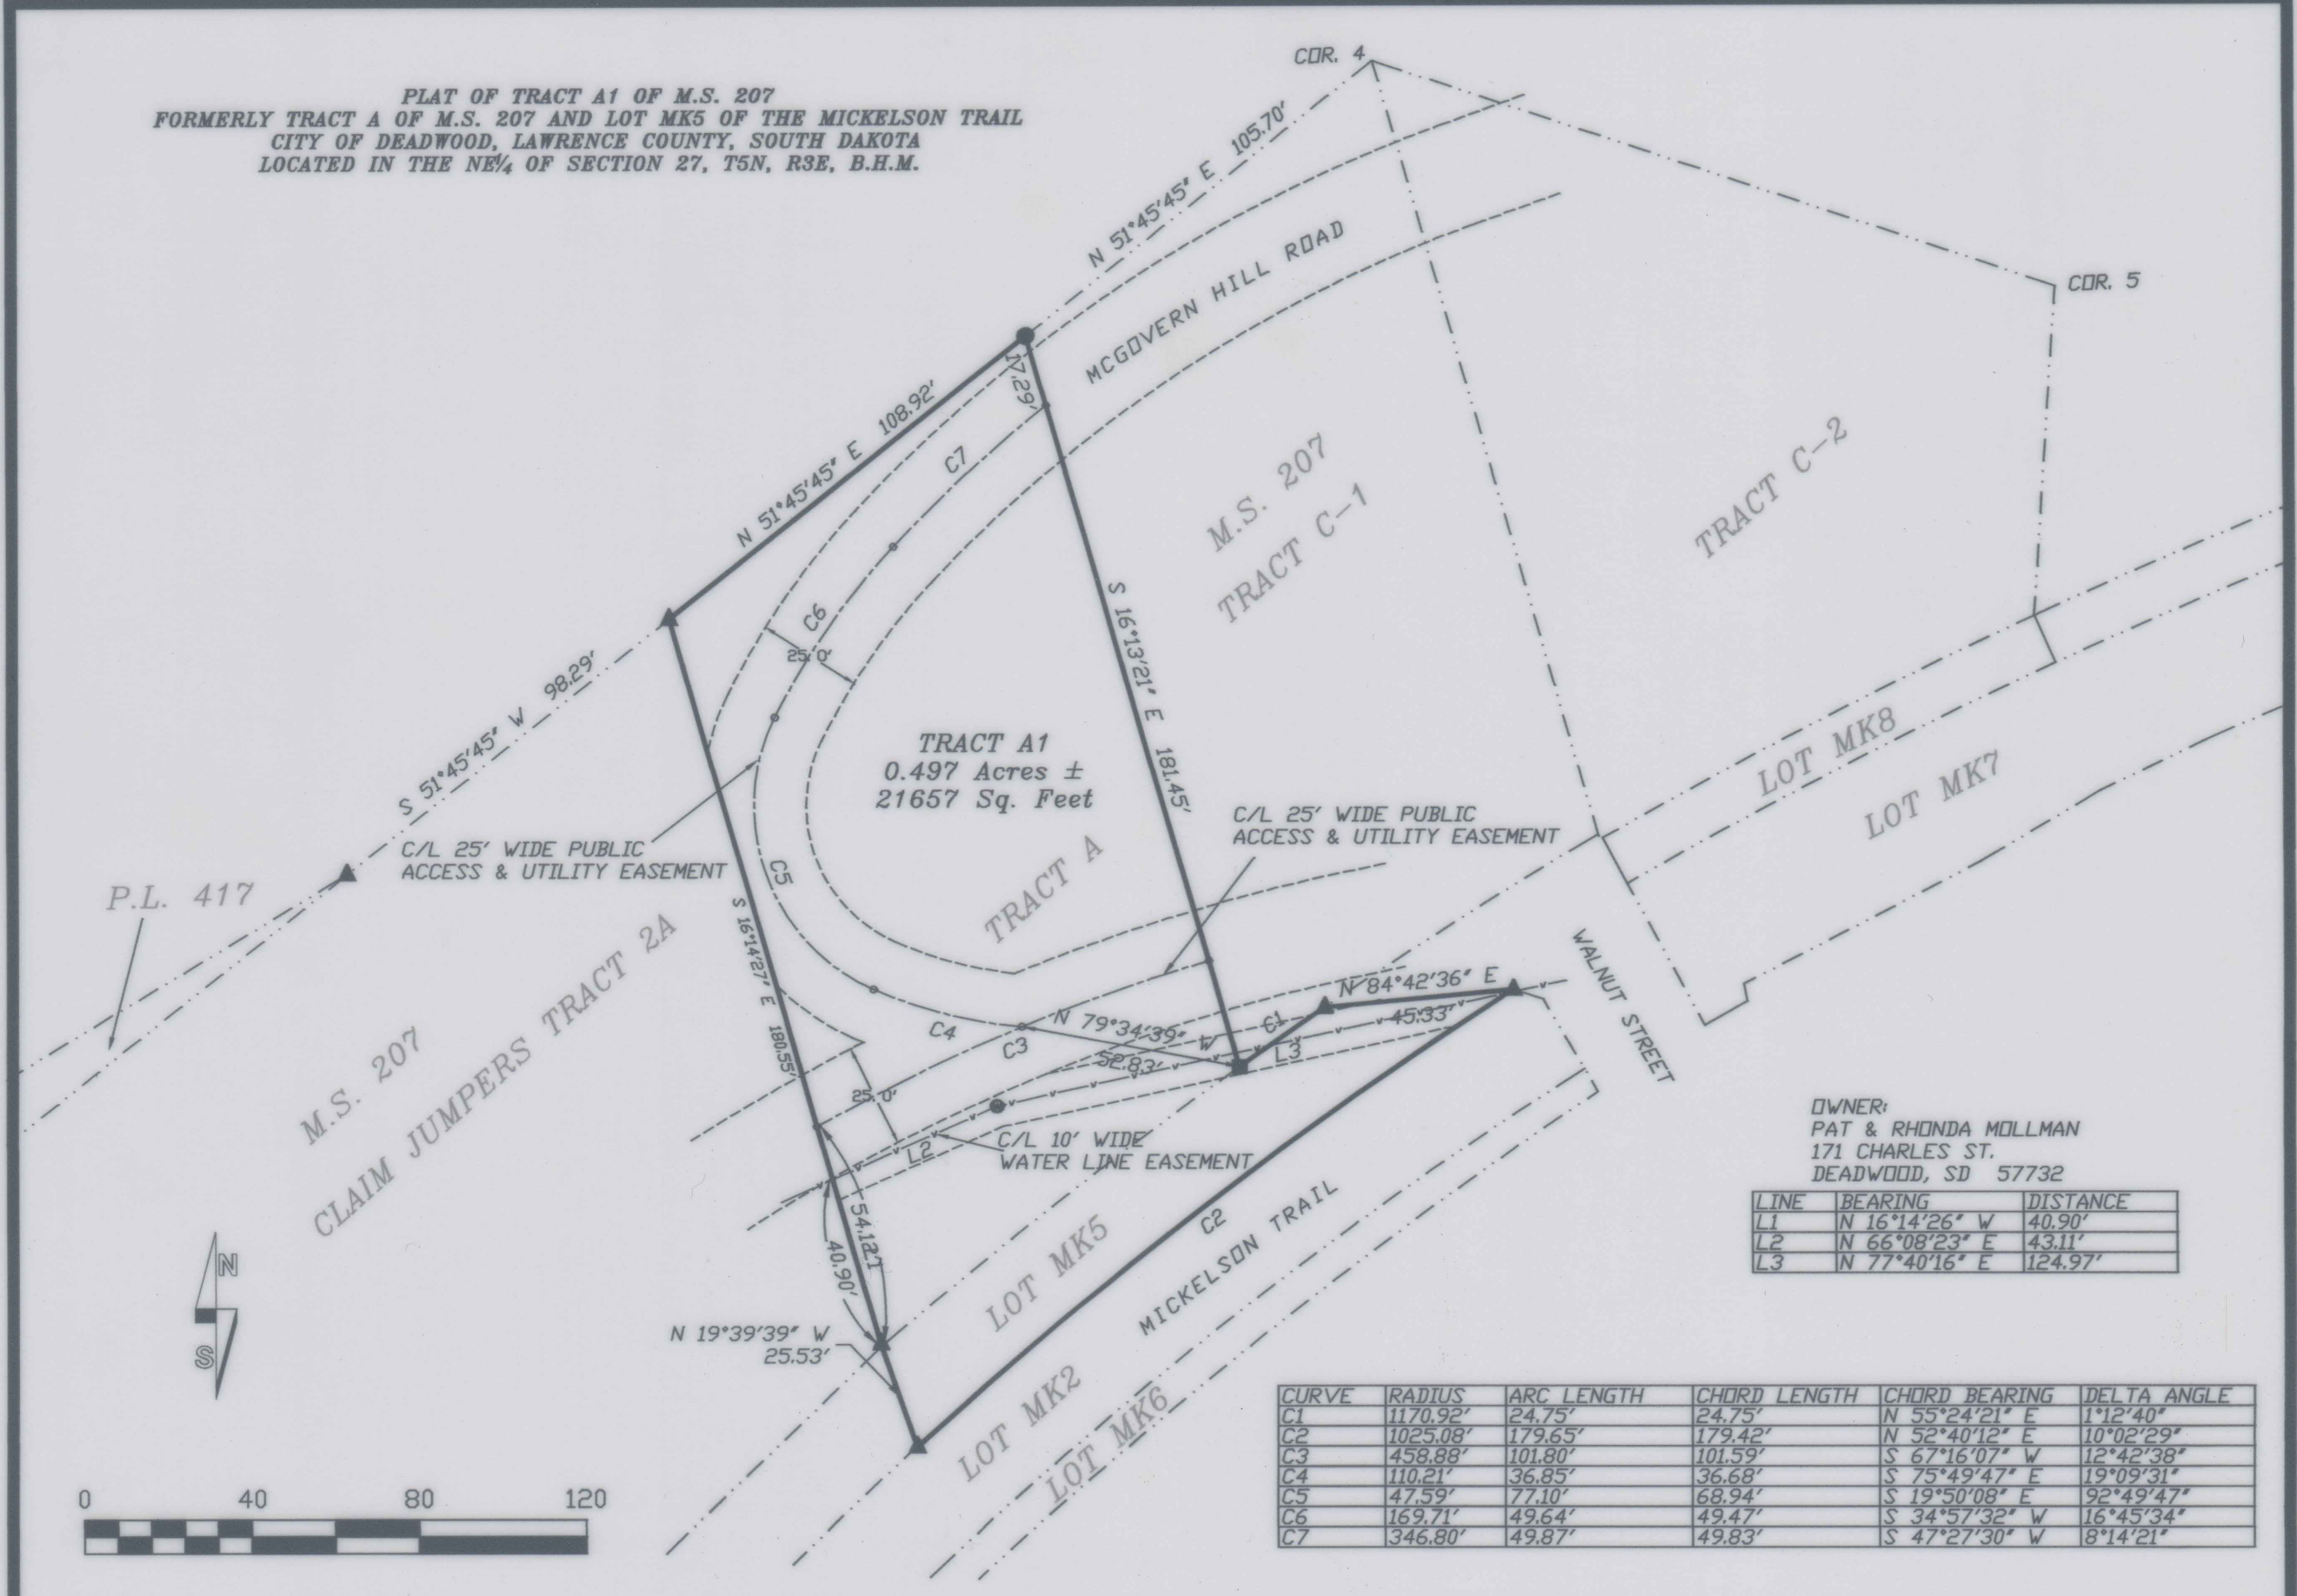 PLAT OF TRACT A1 OF M.S. 207
FORMERLY TRACT A OF M.S. 207 AND LOT MK5 OF THE MICKELSON TRAIL
CITY OF DEADWOOD, LAWRENCE COUNTY, SOUTH DAKOTA
LOCATED IN THE NE¼ OF SECTION 27, T5N, R3E, B.H.M.
COR. 4
N 51°45'45" E 105.70'
COR. 5
MCGOVERN HILL ROAD
17.29'
N 51°45'45" E 108.92'
C7
M.S. 207
TRACT C-1
TRACT C-2
C6
25.0'
S 16°13'21" E 181.45'
S 51°45'45" W 98.29'
TRACT A1
0.497 Acres ±
21657 Sq. Feet
LOT MK8
LOT MK7
C/L 25' WIDE PUBLIC
ACCESS & UTILITY EASEMENT
C/L 25' WIDE PUBLIC
ACCESS & UTILITY EASEMENT
C5
TRACT A
P.L. 417
S 16°14'27" E 180.55'
M.S. 207
CLAIM JUMPERS TRACT 2A
N 84°42'36" E
45.33'
WALNUT STREET
C4
C3
N 79°34'39" W
52.83'
C1
L3
25.0'
L2
C/L 10' WIDE
WATER LINE EASEMENT
54.12'
L1
40.90'
C2
MICKELSON TRAIL
LOT MK5
N 19°39'39" W
25.53'
LOT MK2
LOT MK6
N
S
0 40 80 120
OWNER:
PAT & RHONDA MOLLMAN
171 CHARLES ST.
DEADWOOD, SD 57732
LINE BEARING DISTANCE
L1 N 16°14'26" W 40.90'
L2 N 66°08'23" E 43.11'
L3 N 77°40'16" E 124.97'
CURVE RADIUS ARC LENGTH CHORD LENGTH CHORD BEARING DELTA ANGLE
C1 1170.92' 24.75' 24.75' N 55°24'21" E 1°12'40"
C2 1025.08' 179.65' 179.42' N 52°40'12" E 10°02'29"
C3 458.88' 101.80' 101.59' S 67°16'07" W 12°42'38"
C4 110.21' 36.85' 36.68' S 75°49'47" E 19°09'31"
C5 47.59' 77.10' 68.94' S 19°50'08" E 92°49'47"
C6 169.71' 49.64' 49.47' S 34°57'32" W 16°45'34"
C7 346.80' 49.87' 49.83' S 47°27'30" W 8°14'21"